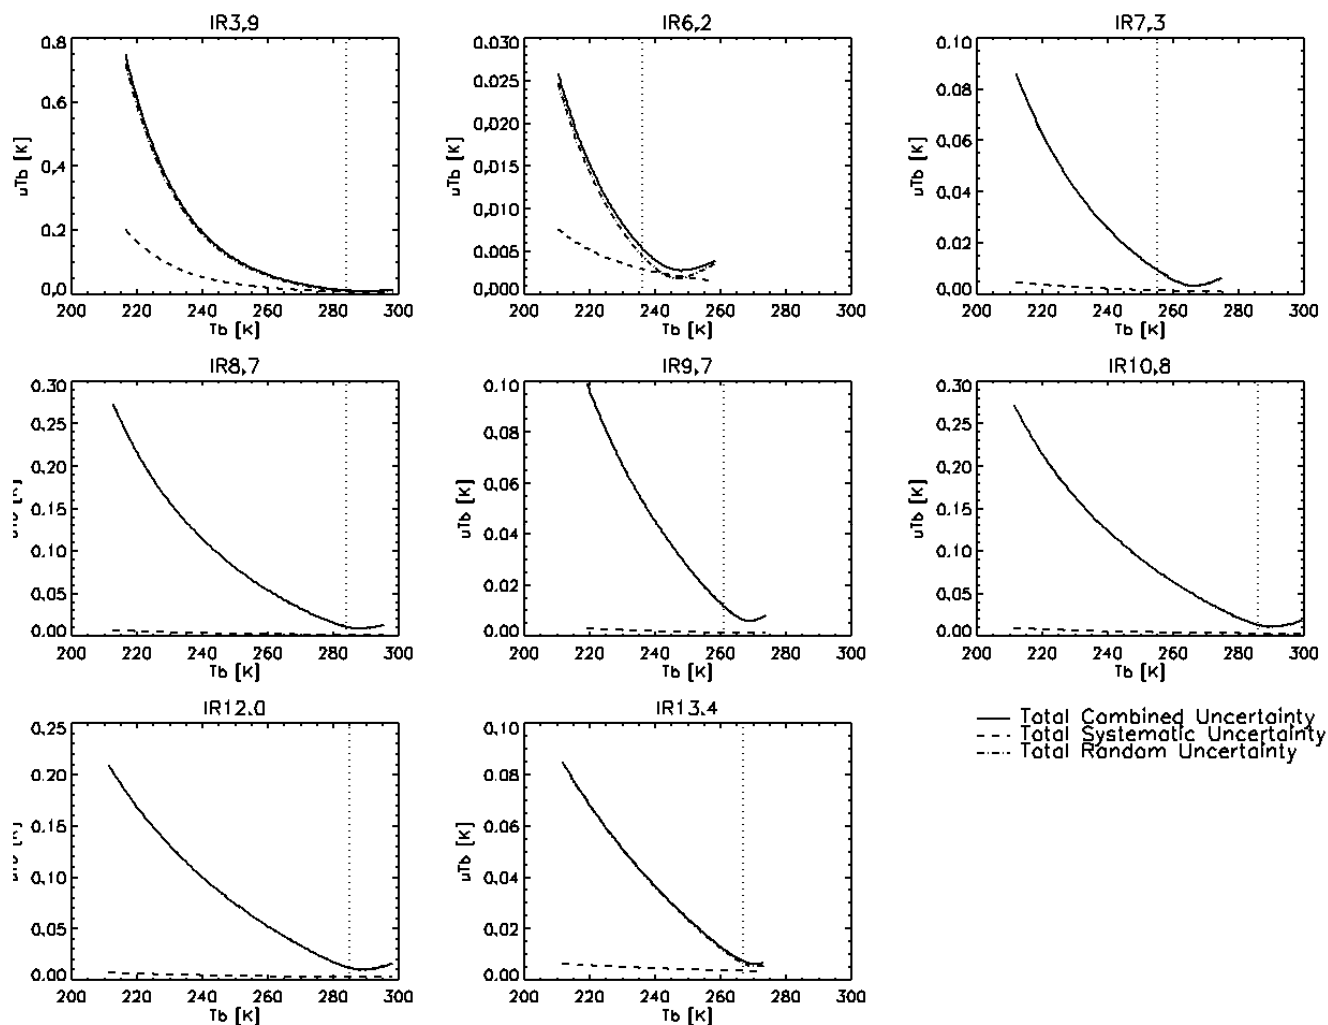 IR3.9
0.8
0.6
0.4
0.2
0.0
uTb [K]
200 220 240 260 280 300
Tb [K]
IR6.2
0.030
0.025
0.020
0.015
0.010
0.005
0.000
uTb [K]
200 220 240 260 280 300
Tb [K]
IR7.3
0.10
0.08
0.06
0.04
0.02
0.00
uTb [K]
200 220 240 260 280 300
Tb [K]
IR8.7
0.30
0.25
0.20
0.15
0.10
0.05
0.00
uTb [K]
200 220 240 260 280 300
Tb [K]
IR9.7
0.10
0.08
0.06
0.04
0.02
0.00
uTb [K]
200 220 240 260 280 300
Tb [K]
IR10.8
0.30
0.25
0.20
0.15
0.10
0.05
0.00
uTb [K]
200 220 240 260 280 300
Tb [K]
IR12.0
0.25
0.20
0.15
0.10
0.05
0.00
uTb [K]
200 220 240 260 280 300
Tb [K]
IR13.4
0.10
0.08
0.06
0.04
0.02
0.00
uTb [K]
200 220 240 260 280 300
Tb [K]
Total Combined Uncertainty
Total Systematic Uncertainty
Total Random Uncertainty